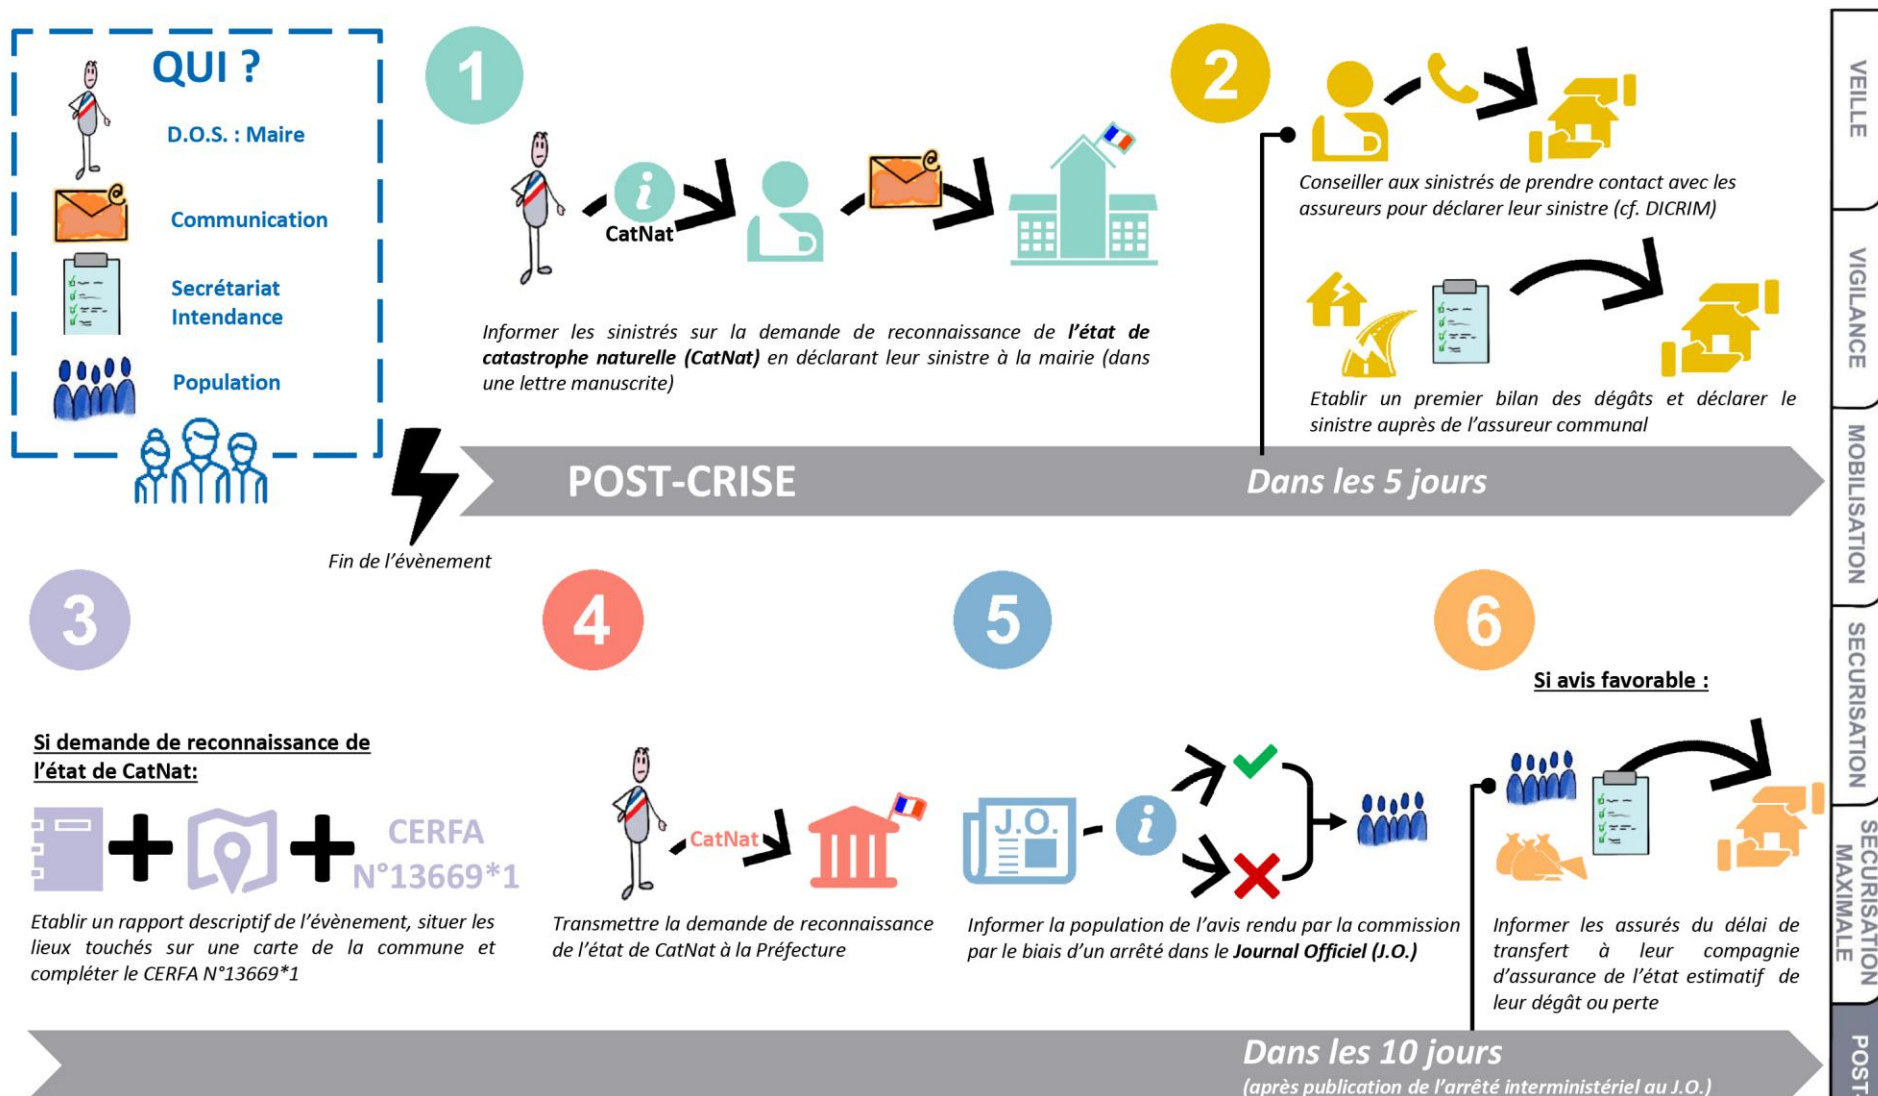 QUI ?
D.O.S. : Maire
Communication
Secrétariat
Intendance
Population
1
CatNat
Informer les sinistrés sur la demande de reconnaissance de l'état de
catastrophe naturelle (CatNat) en déclarant leur sinistre à la mairie (dans
une lettre manuscrite)
2
Conseiller aux sinistrés de prendre contact avec les
assureurs pour déclarer leur sinistre (cf. DICRIM)
Etablir un premier bilan des dégâts et déclarer le
sinistre auprès de l'assureur communal
POST-CRISE
Dans les 5 jours
Fin de l'évènement
3
Si demande de reconnaissance de
l'état de CatNat:
CERFA
N°13669*1
Etablir un rapport descriptif de l'évènement, situer les
lieux touchés sur une carte de la commune et
compléter le CERFA N°13669*1
4
CatNat
Transmettre la demande de reconnaissance
de l'état de CatNat à la Préfecture
5
J.O.
Informer la population de l'avis rendu par la commission
par le biais d'un arrêté dans le Journal Officiel (J.O.)
6
Si avis favorable :
Informer les assurés du délai de
transfert à leur compagnie
d'assurance de l'état estimatif de
leur dégât ou perte
Dans les 10 jours
(après publication de l'arrêté interministériel au J.O.)
VEILLE
VIGILANCE
MOBILISATION
SECURISATION
SECURISATION
MAXIMALE
POST-